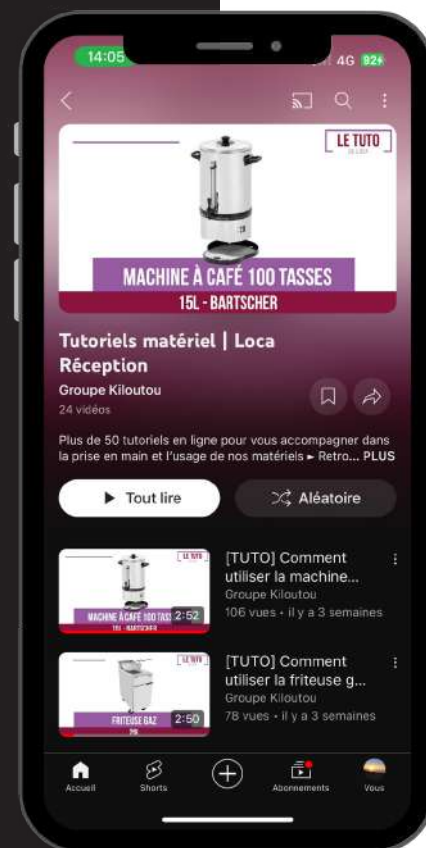 14:05
4G 92
LE TUTO
MACHINE À CAFÉ 100 TASSES
15L - BARTSCHER
Tutoriels matériel | Loca
Réception
Groupe Kiloutou
24 vidéos
Plus de 50 tutoriels en ligne pour vous accompagner dans
la prise en main et l'usage de nos matériels ► Retro... PLUS
Tout lire
Aléatoire
LE TUTO
MACHINE À CAFÉ 100 TAS
15L - BARTSCHER
2:52
[TUTO] Comment
utiliser la machine...
Groupe Kiloutou
106 vues • il y a 3 semaines
LE TUTO
FRITEUSE GAZ
2:50
[TUTO] Comment
utiliser la friteuse g...
Groupe Kiloutou
78 vues • il y a 3 semaines
Accueil
Shorts
Abonnements
Vous